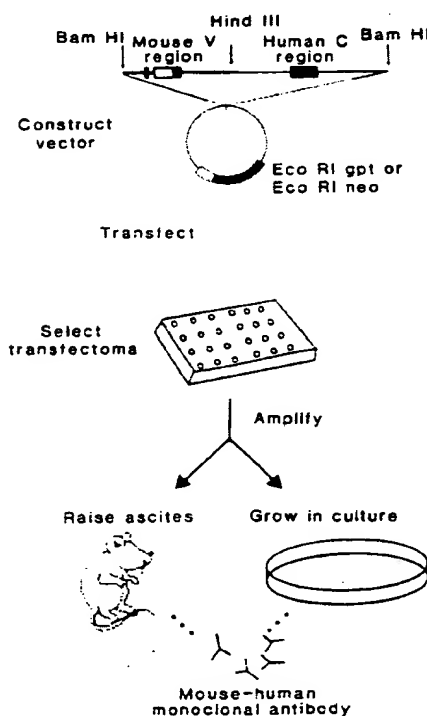 Hind III
Bam HI
Mouse V region
Human C region
Bam HI
Construct vector
Eco RI gpt or
Eco RI neo
Transfect
Select
transfectoma
Amplify
Raise ascites
Grow in culture
Mouse-human
monoclonal antibody